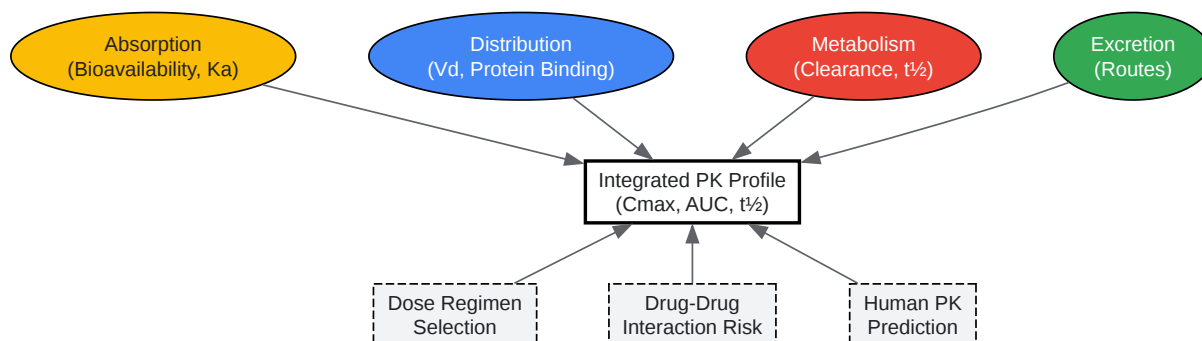 Absorption
(Bioavailability, Ka)
Distribution
(Vd, Protein Binding)
Metabolism
(Clearance, t½)
Excretion
(Routes)
Integrated PK Profile
(Cmax, AUC, t½)
Dose Regimen
Selection
Drug-Drug
Interaction Risk
Human PK
Prediction